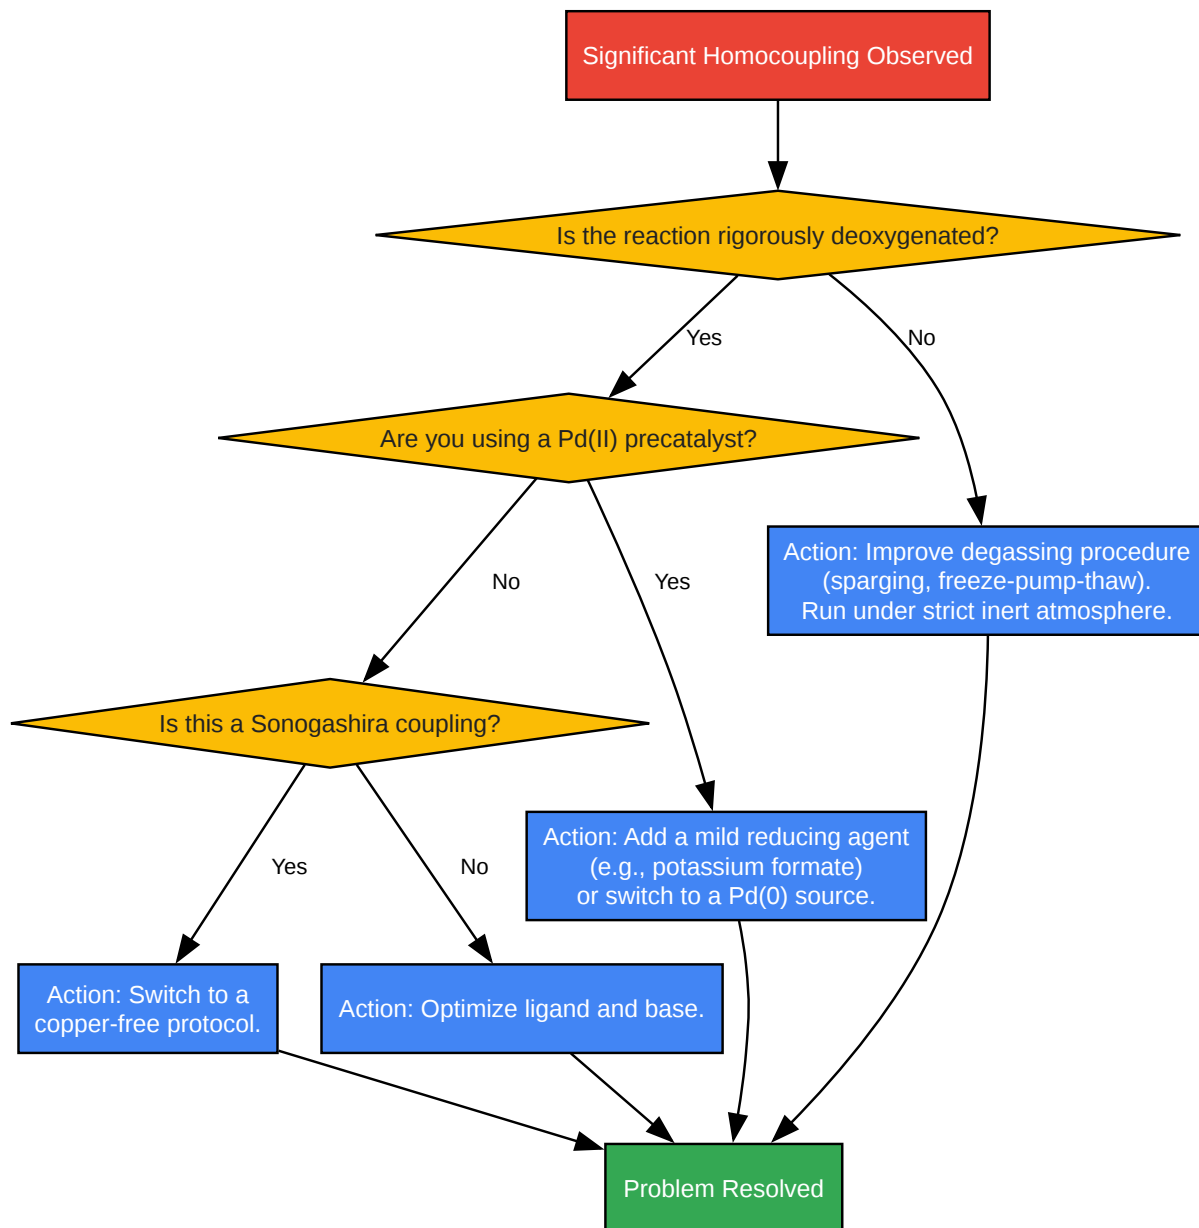 Significant Homocoupling Observed
Is the reaction rigorously deoxygenated?
Yes
No
Are you using a Pd(II) precatalyst?
Action: Improve degassing procedure
(sparging, freeze-pump-thaw).
Run under strict inert atmosphere.
No
Yes
Is this a Sonogashira coupling?
Action: Add a mild reducing agent
(e.g., potassium formate)
or switch to a Pd(0) source.
Yes
No
Action: Switch to a
copper-free protocol.
Action: Optimize ligand and base.
Problem Resolved